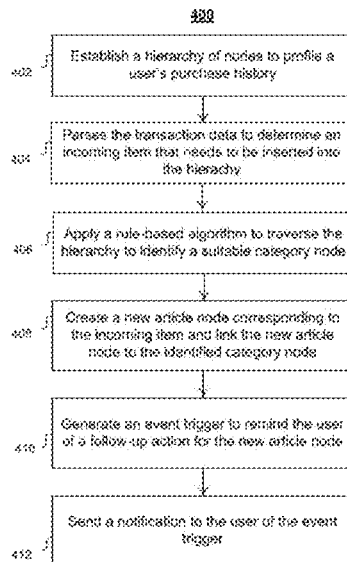 400
402
Establish a hierarchy of nodes to profile a
user's purchase history
404
Parses the transaction data to determine an
incoming item that needs to be inserted into
the hierarchy
406
Apply a rule-based algorithm to traverse the
hierarchy to identify a suitable category node
408
Create a new article node corresponding to
the incoming item and link the new article
node to the identified category node
410
Generate an event trigger to remind the user
of a follow-up action for the new article node
412
Send a notification to the user of the event
trigger